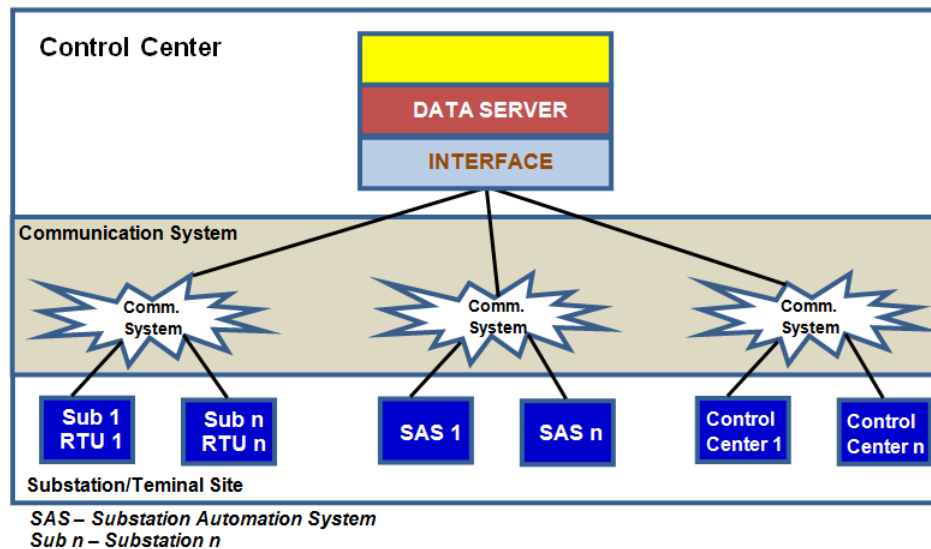 Control Center
DATA SERVER
INTERFACE
Communication System
Comm.
System
Comm.
System
Comm.
System
Sub 1
RTU 1
Sub n
RTU n
SAS 1
SAS n
Control
Center 1
Control
Center n
Substation/Teminal Site
SAS – Substation Automation System
Sub n – Substation n